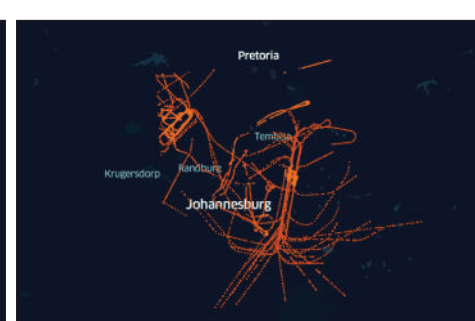 Pretoria
Tembisa
Krugersdorp
Randburg
Johannesburg